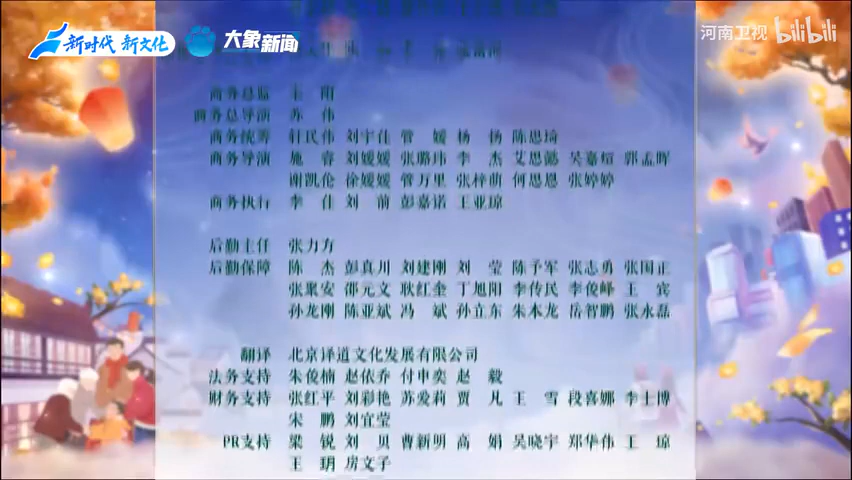 新时代 新文化
大象新闻
河南卫视 bilibili
商务总监 王 阳
商务总导演 苏 伟
商务统筹 轩民伟 刘宇佳 管 媛 杨 扬 陈思琦
商务导演 施 睿 刘媛媛 张璐玮 李 杰 艾思懿 吴嘉煊 郭孟晖
谢凯伦 徐媛媛 管万里 张梓萌 何思恩 张婷婷
商务执行 李 佳 刘 前 彭嘉诺 王亚琼
后勤主任 张力方
后勤保障 陈 杰 彭真川 刘建刚 刘 莹 陈予军 张志勇 张国正
张聚安 邵元文 耿红奎 丁旭阳 李传民 李俊峰 王 宾
孙龙刚 陈亚斌 冯 斌 孙立东 朱本龙 岳智鹏 张永磊
翻译 北京译道文化发展有限公司
法务支持 朱俊楠 赵依乔 付申奕 赵 毅
财务支持 张红平 刘彩艳 苏爱莉 贾 凡 王 雪 段喜娜 李士博
宋 鹏 刘宜莹
PR支持 梁 锐 刘 贝 曹新明 高 娟 吴晓宇 郑华伟 王 琼
王 玥 房文子